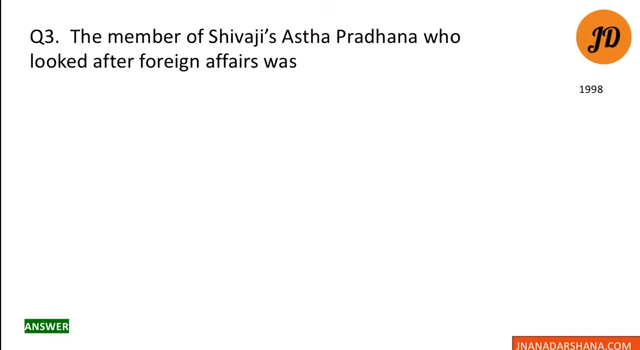 Q3. The member of Shivaji's Astha Pradhana who
looked after foreign affairs was
JD
1998
ANSWER
JNANADARSHANA.COM